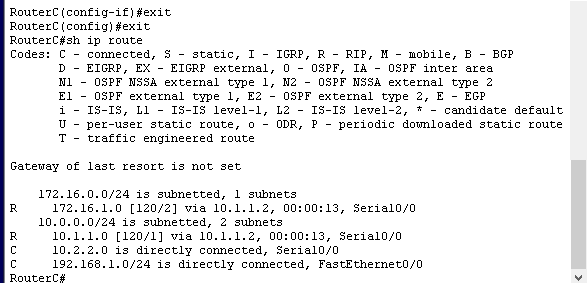 RouterC(config-if)#exit
RouterC(config)#exit
RouterC#sh ip route
Codes: C - connected, S - static, I - IGRP, R - RIP, M - mobile, B - BGP
D - EIGRP, EX - EIGRP external, O - OSPF, IA - OSPF inter area
N1 - OSPF NSSA external type 1, N2 - OSPF NSSA external type 2
E1 - OSPF external type 1, E2 - OSPF external type 2, E - EGP
i - IS-IS, L1 - IS-IS level-1, L2 - IS-IS level-2, * - candidate default
U - per-user static route, o - ODR, P - periodic downloaded static route
T - traffic engineered route
Gateway of last resort is not set
172.16.0.0/24 is subnetted, 1 subnets
R 172.16.1.0 [120/2] via 10.1.1.2, 00:00:13, Serial0/0
10.0.0.0/24 is subnetted, 2 subnets
R 10.1.1.0 [120/1] via 10.1.1.2, 00:00:13, Serial0/0
C 10.2.2.0 is directly connected, Serial0/0
C 192.168.1.0/24 is directly connected, FastEthernet0/0
RouterC#